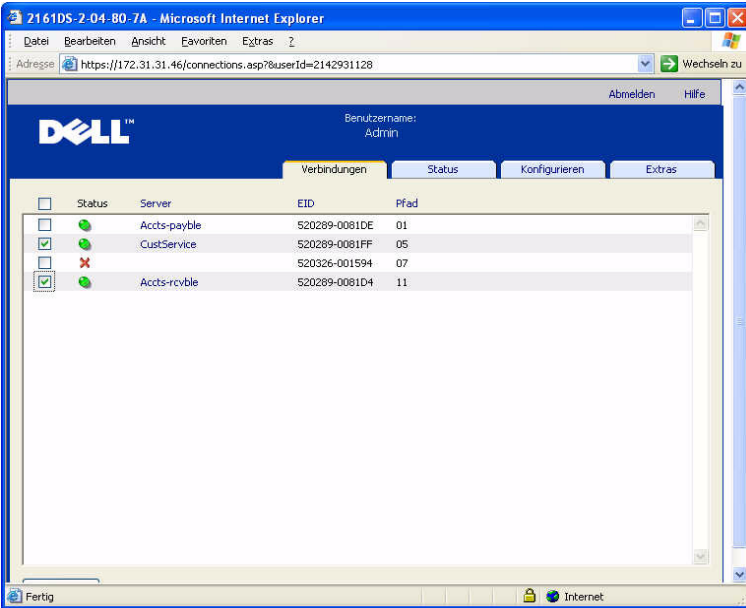 2161DS-2-04-80-7A - Microsoft Internet Explorer
Datei Bearbeiten Ansicht Favoriten Extras ?
Adresse https://172.31.31.46/connections.asp?&userId=2142931128 Wechseln zu
Abmelden Hilfe
DELL™
Benutzername:
Admin
Verbindungen Status Konfigurieren Extras
Status Server EID Pfad
Accts-payble 520289-0081DE 01
CustService 520289-0081FF 05
520326-001594 07
Accts-rcvble 520289-0081D4 11
Fertig Internet